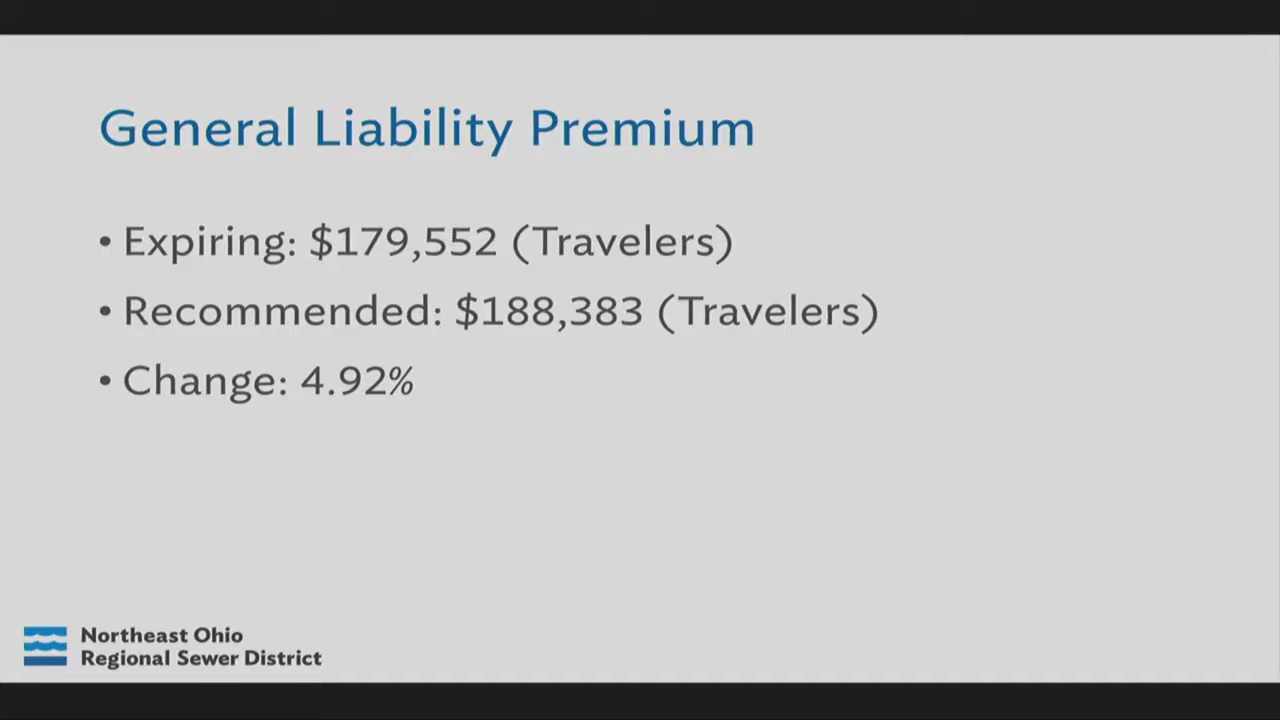 General Liability Premium
• Expiring: $179,552 (Travelers)
• Recommended: $188,383 (Travelers)
• Change: 4.92%
Northeast Ohio
Regional Sewer District